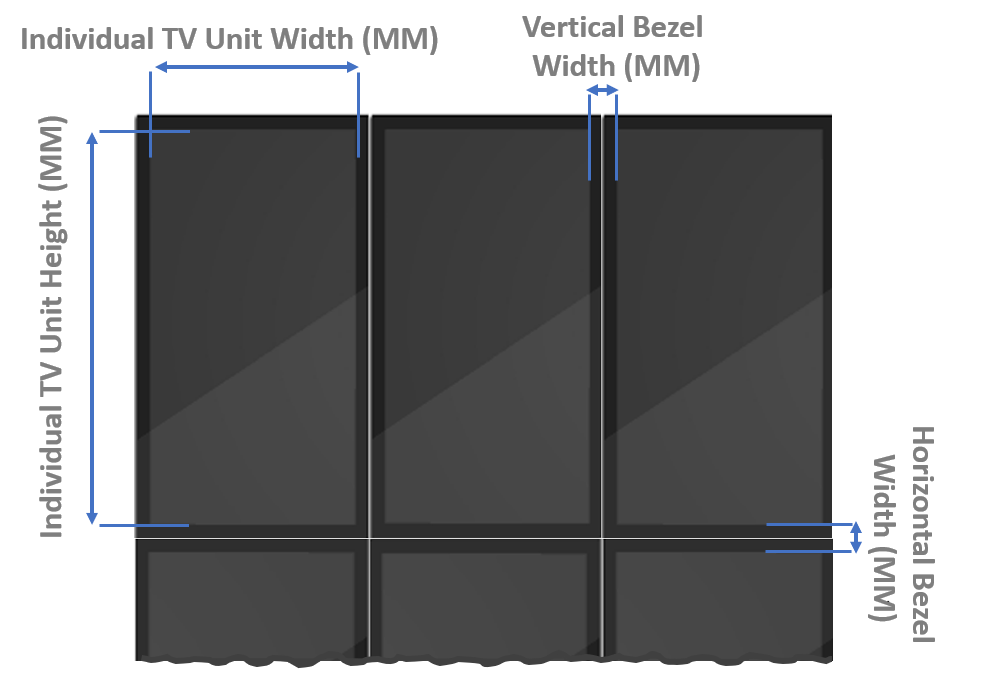 Individual TV Unit Width (MM)
Vertical Bezel
Width (MM)
Individual TV Unit Height (MM)
Horizontal Bezel
Width (MM)